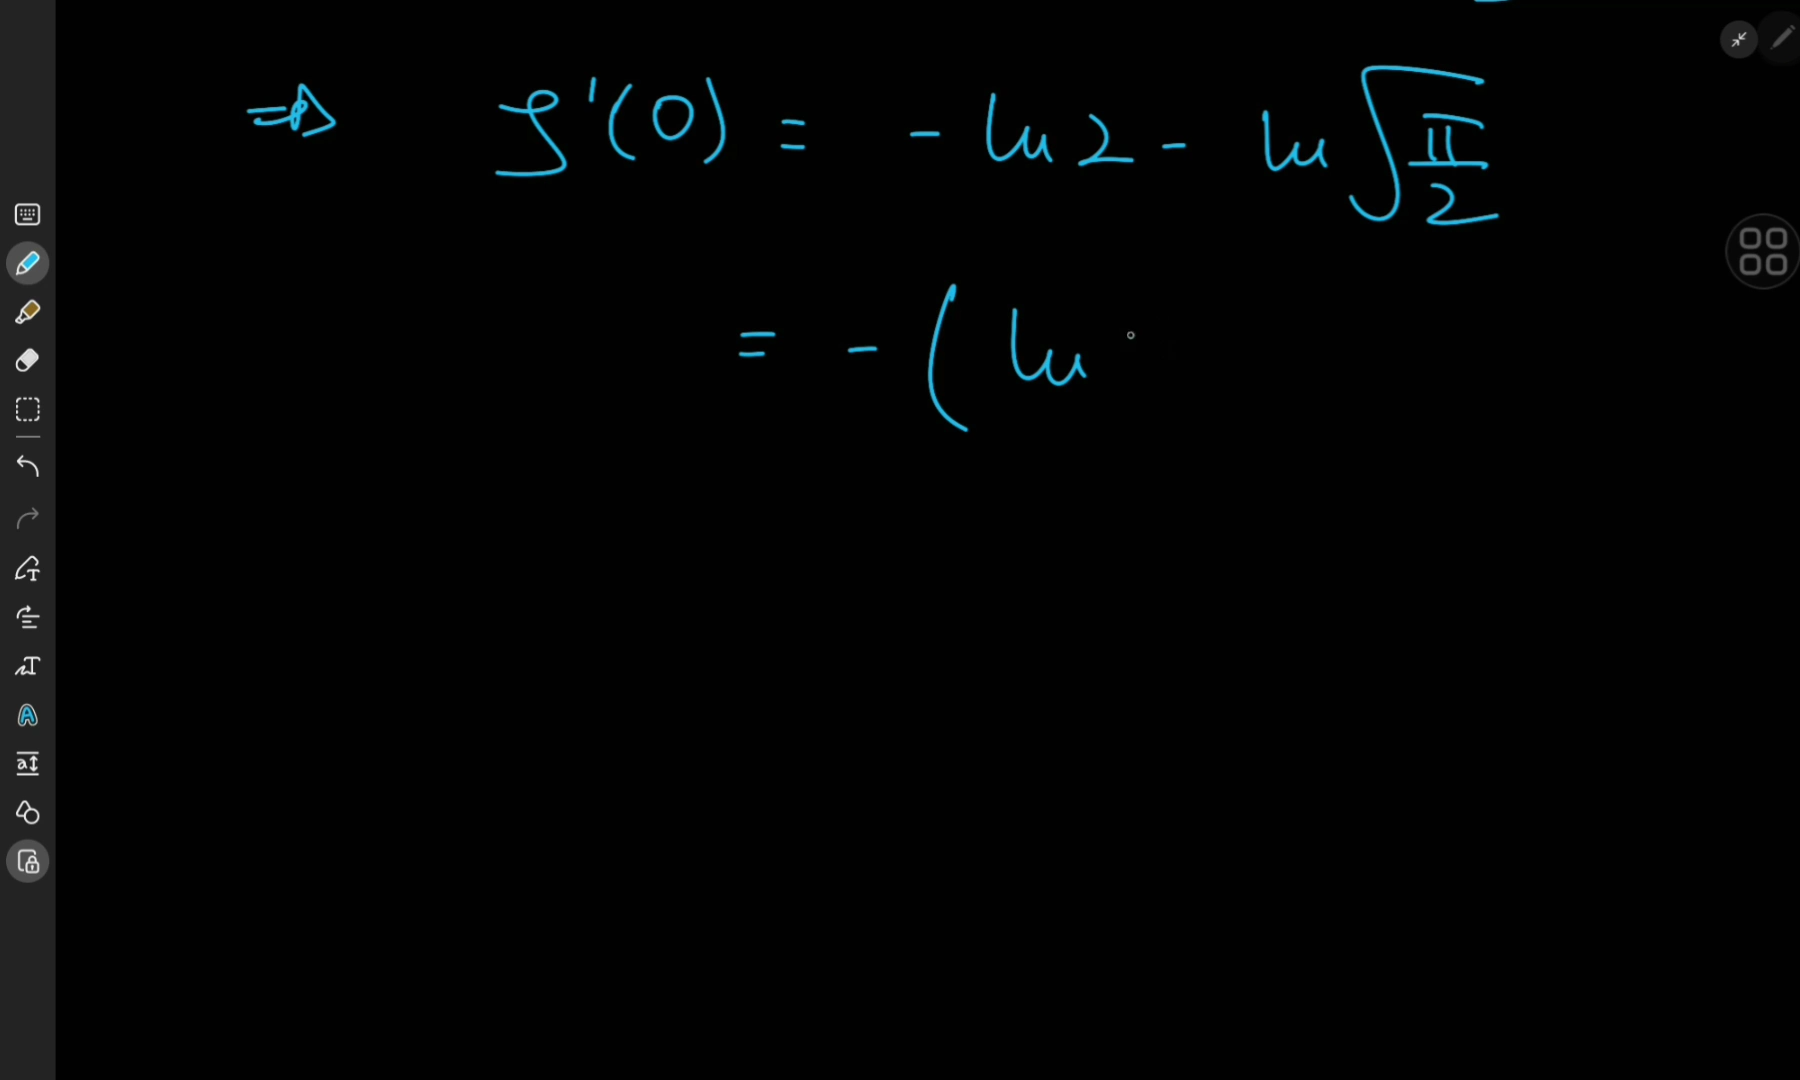 ⇒ ζ'(0) = - ln 2 - ln √(π/2)
= - ( ln